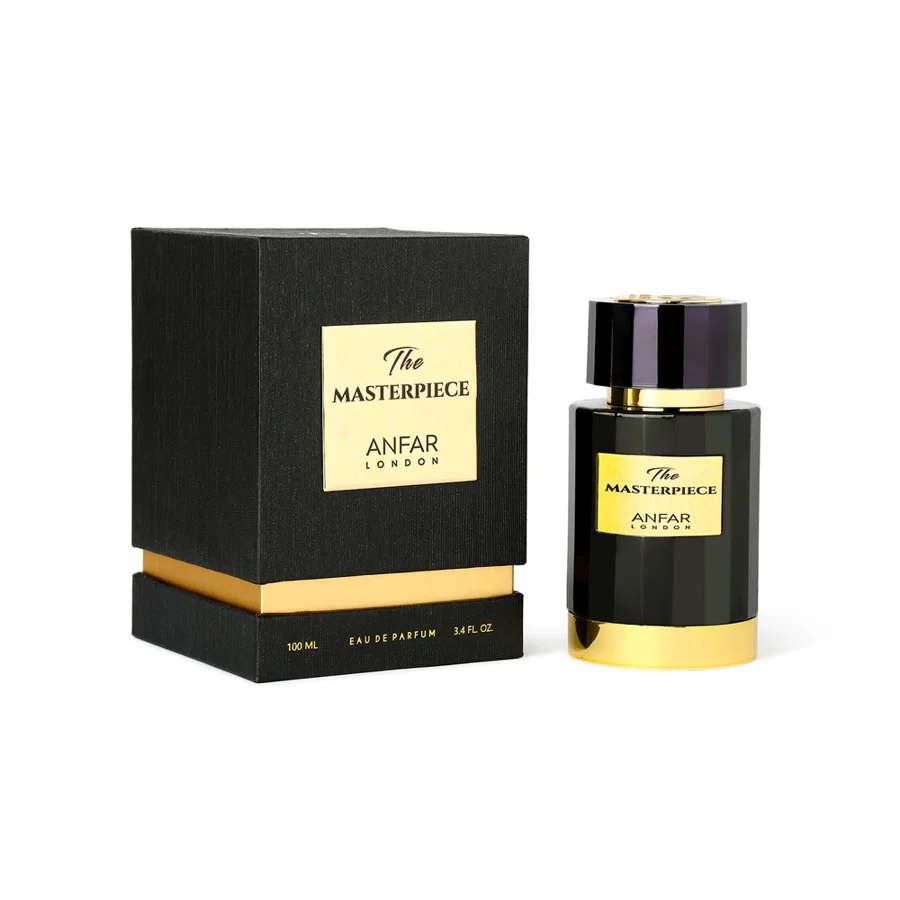 The
MASTERPIECE
ANFAR
LONDON
100 ML EAU DE PARFUM 3.4 FL. OZ.
The
MASTERPIECE
ANFAR
LONDON